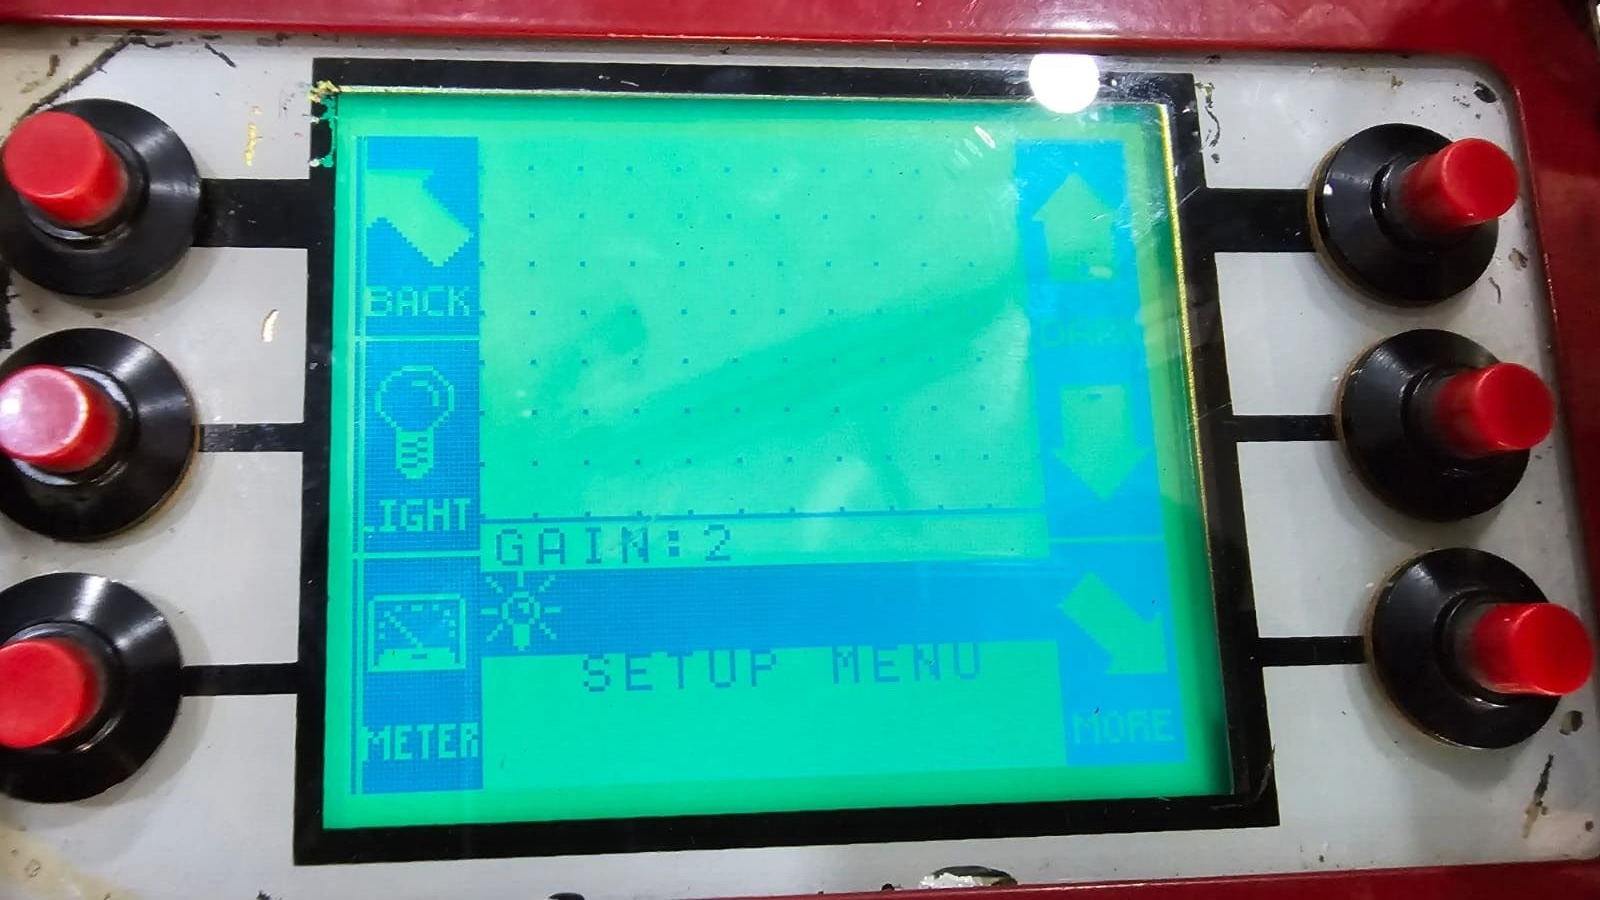 BACK
LIGHT
GAIN:2
SETUP MENU
METER
MORE